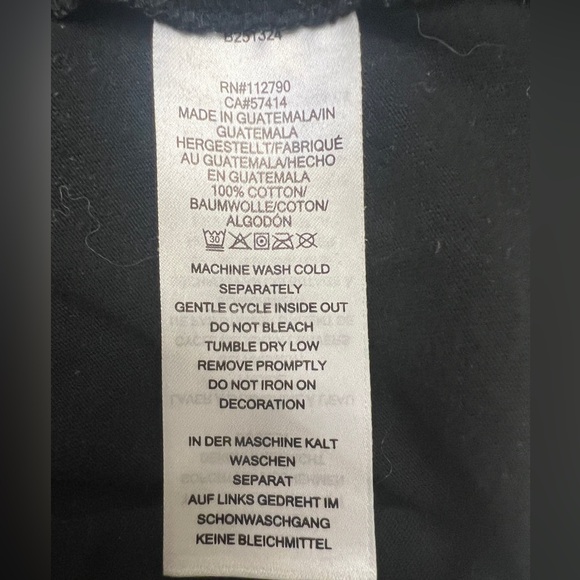 B251324
RN#112790
CA#57414
MADE IN GUATEMALA/IN
GUATEMALA
HERGESTELLT/FABRIQUÉ
AU GUATEMALA/HECHO
EN GUATEMALA
100% COTTON/
BAUMWOLLE/COTON/
ALGODÓN
30
MACHINE WASH COLD
SEPARATELY
GENTLE CYCLE INSIDE OUT
DO NOT BLEACH
TUMBLE DRY LOW
REMOVE PROMPTLY
DO NOT IRON ON
DECORATION
IN DER MASCHINE KALT
WASCHEN
SEPARAT
AUF LINKS GEDREHT IM
SCHONWASCHGANG
KEINE BLEICHMITTEL